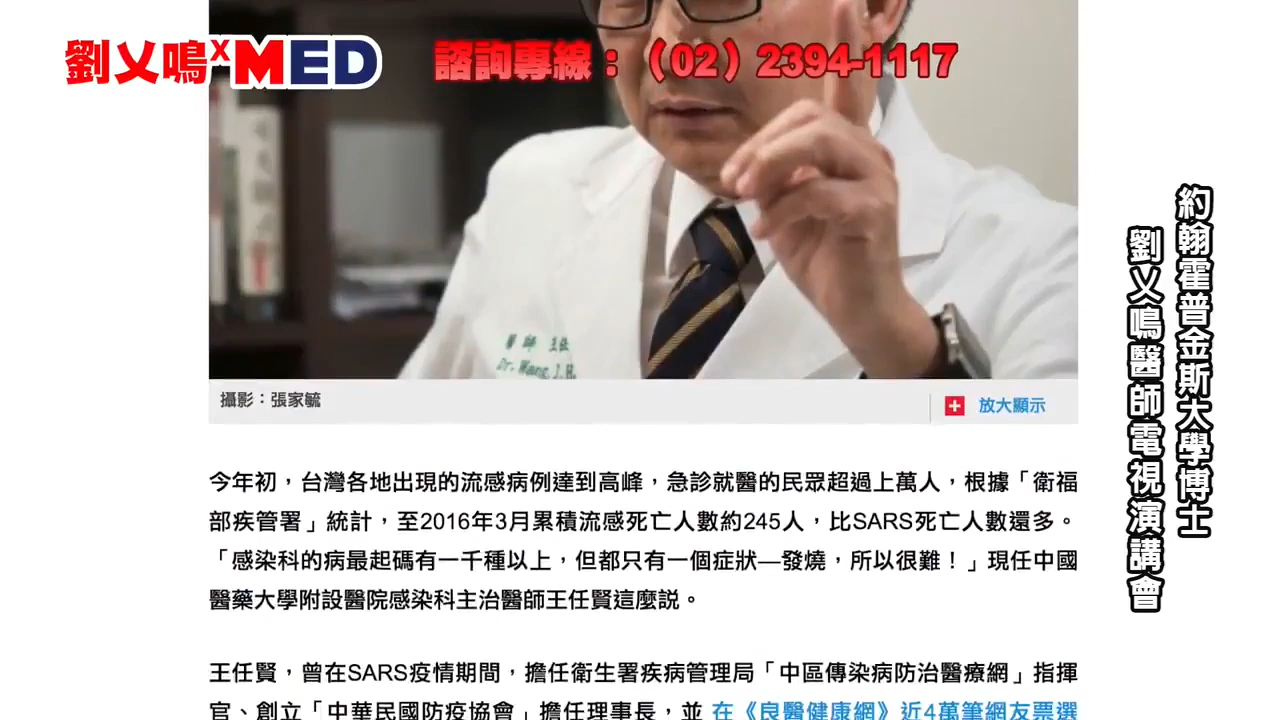 劉乂鳴xMED
諮詢專線：（02）2394-1117
約翰霍普金斯大學博士
劉乂鳴醫師電視演講會
Dr. Wang J.H.
攝影：張家毓
放大顯示
今年初，台灣各地出現的流感病例達到高峰，急診就醫的民眾超過上萬人，根據「衛福
部疾管署」統計，至2016年3月累積流感死亡人數約245人，比SARS死亡人數還多。
「感染科的病最起碼有一千種以上，但都只有一個症狀—發燒，所以很難！」現任中國
醫藥大學附設醫院感染科主治醫師王任賢這麼説。
王任賢，曾在SARS疫情期間，擔任衛生署疾病管理局「中區傳染病防治醫療網」指揮
官、創立「中華民國防疫協會」擔任理事長，並 在《良醫健康網》近4萬筆網友票選